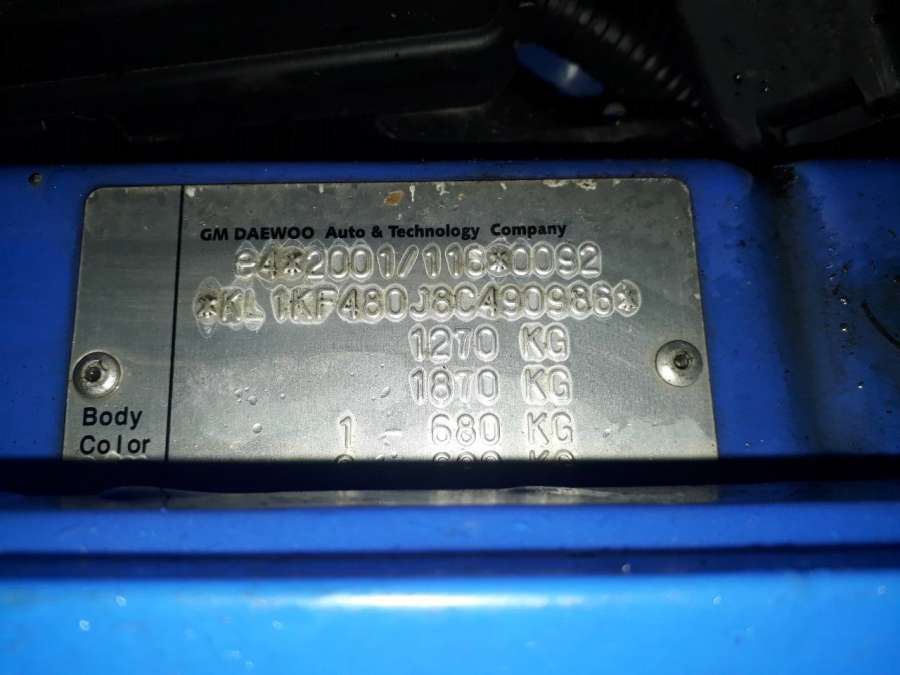 GM DAEWOO Auto & Technology Company
e4*2001/116*0092
*KL1KF480J8C490986*
1270 KG
1870 KG
1 - 680 KG
Body
Color
KG